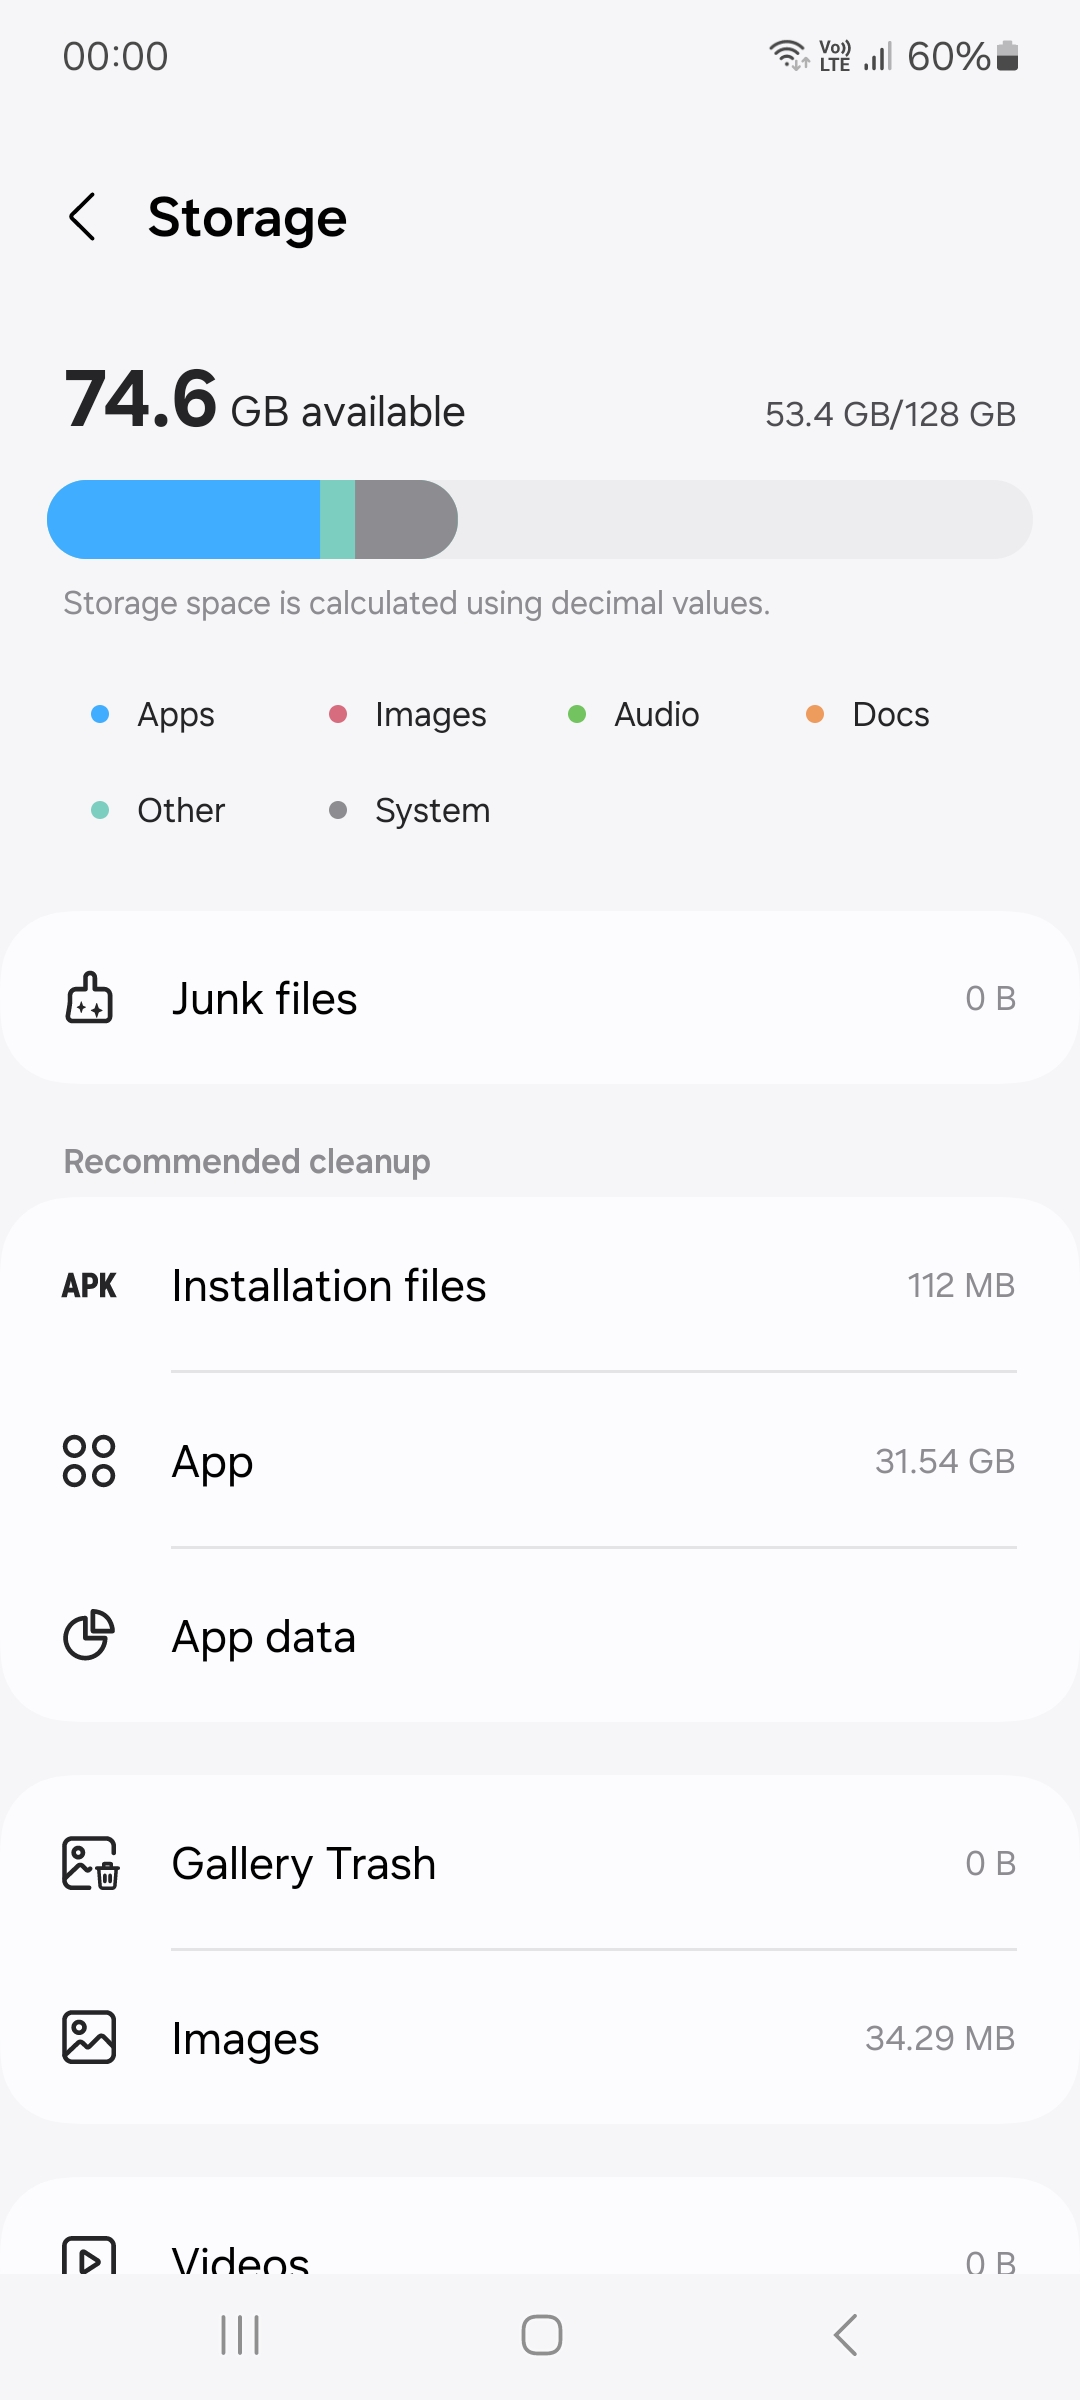 00:00
Vo)) LTE 60%
Storage
74.6 GB available
53.4 GB/128 GB
Storage space is calculated using decimal values.
Apps Images Audio Docs
Other System
Junk files 0 B
Recommended cleanup
APK Installation files 112 MB
App 31.54 GB
App data
Gallery Trash 0 B
Images 34.29 MB
Videos 0 B